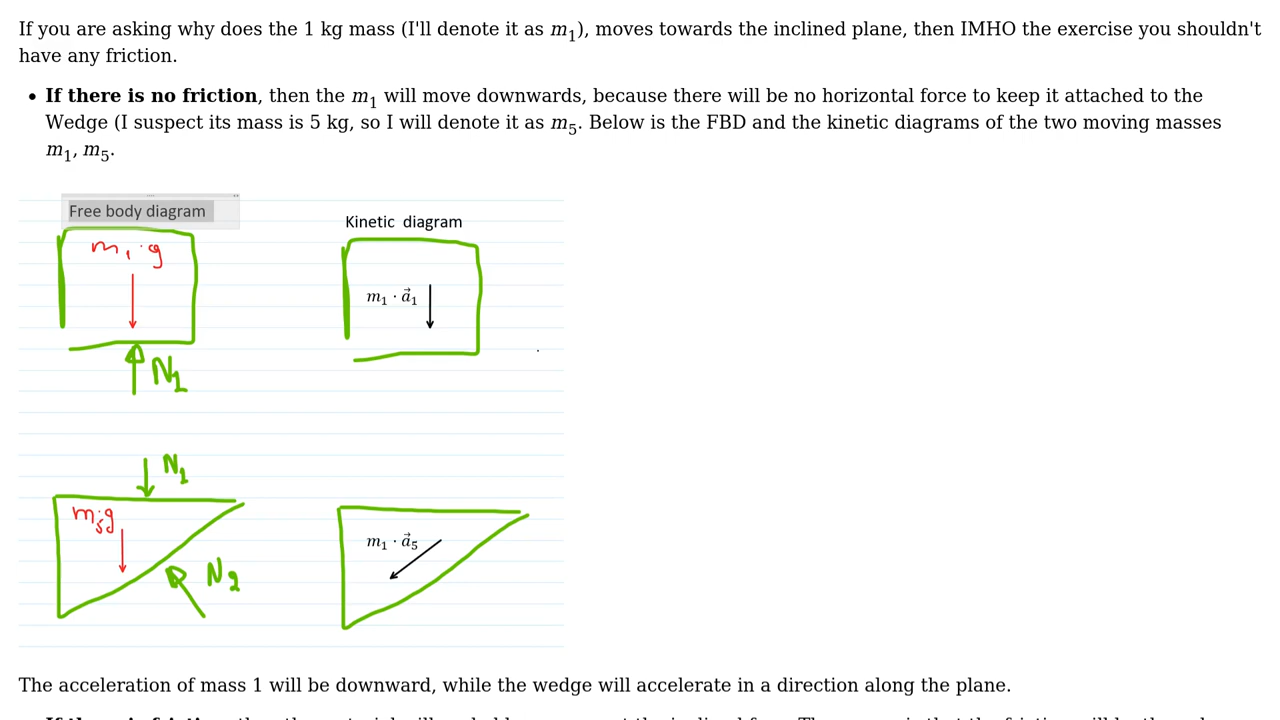 If you are asking why does the 1 kg mass (I'll denote it as m₁), moves towards the inclined plane, then IMHO the exercise you shouldn't
have any friction.
• If there is no friction, then the m₁ will move downwards, because there will be no horizontal force to keep it attached to the
Wedge (I suspect its mass is 5 kg, so I will denote it as m₅. Below is the FBD and the kinetic diagrams of the two moving masses
m₁, m₅.
Free body diagram
Kinetic diagram
m₁·g
m₁ · a⃗₁
N₁
N₁
m₅g
m₁ · a⃗₅
N₂
The acceleration of mass 1 will be downward, while the wedge will accelerate in a direction along the plane.